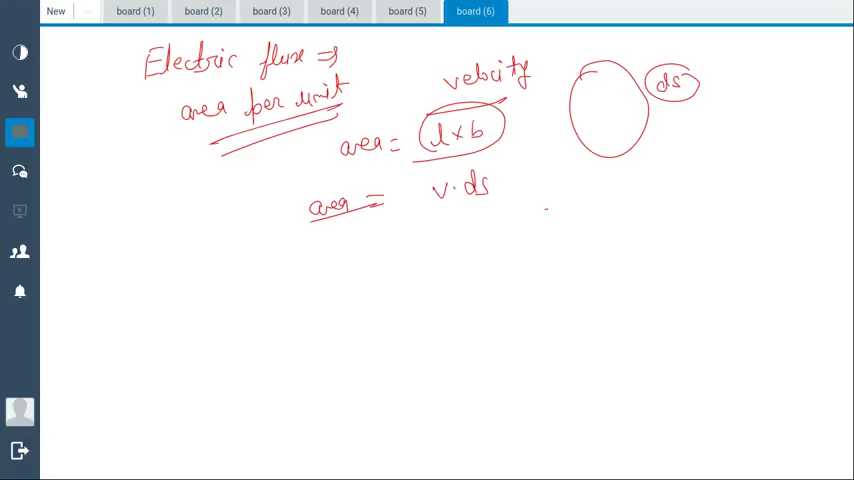 New board (1) board (2) board (3) board (4) board (5) board (6)
Electric flux ⇒
area per unit
velocity
ds
area = l×b
area = v.ds